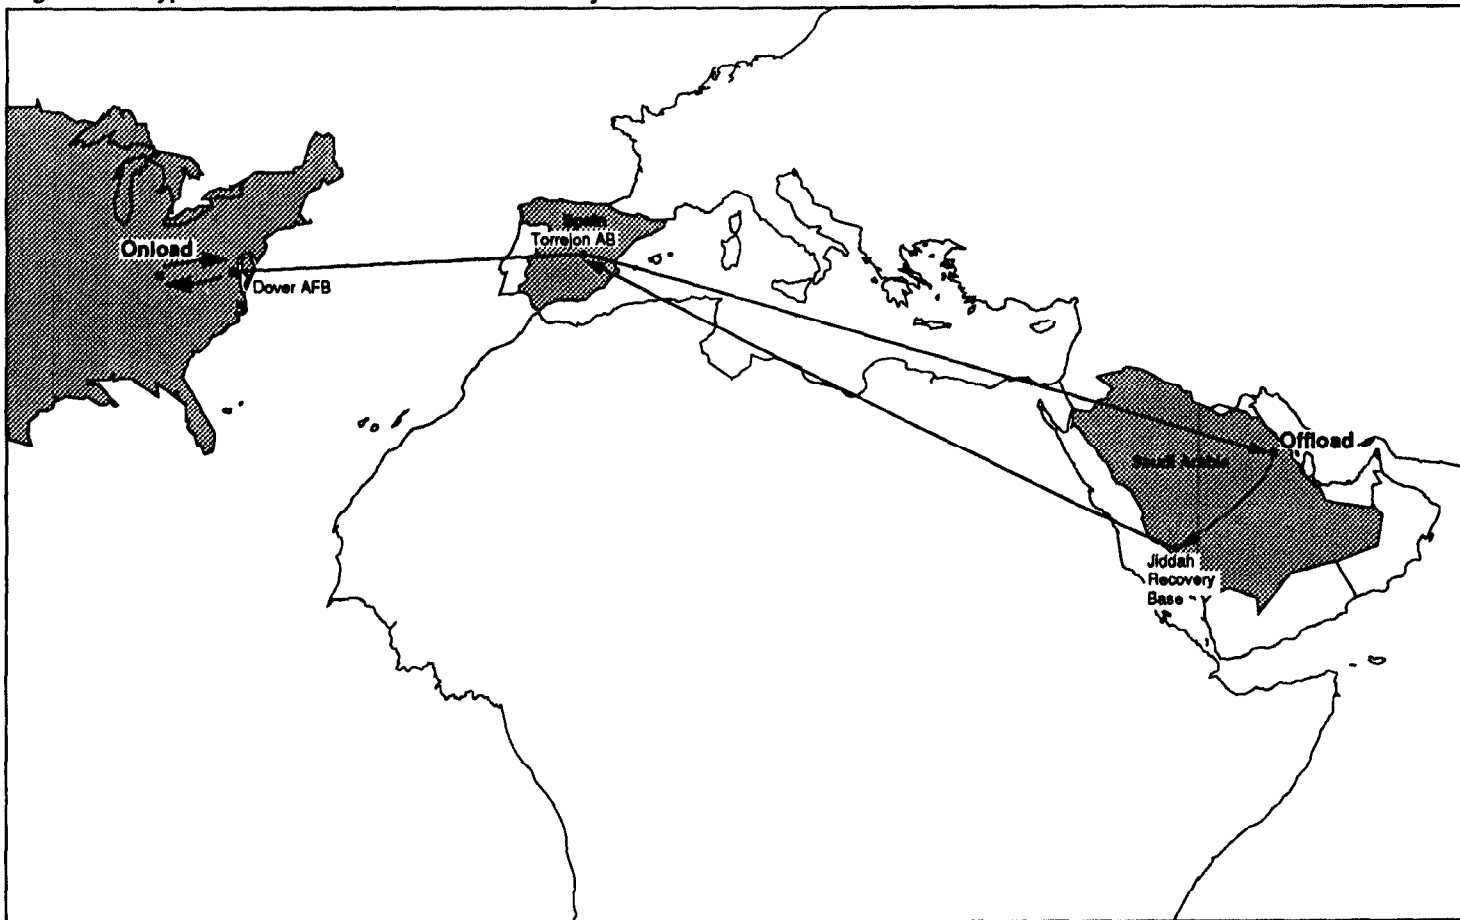 Onload
Dover AFB
Spain
Torrejon AB
Offload
Saudi Arabia
Jiddah
Recovery
Base